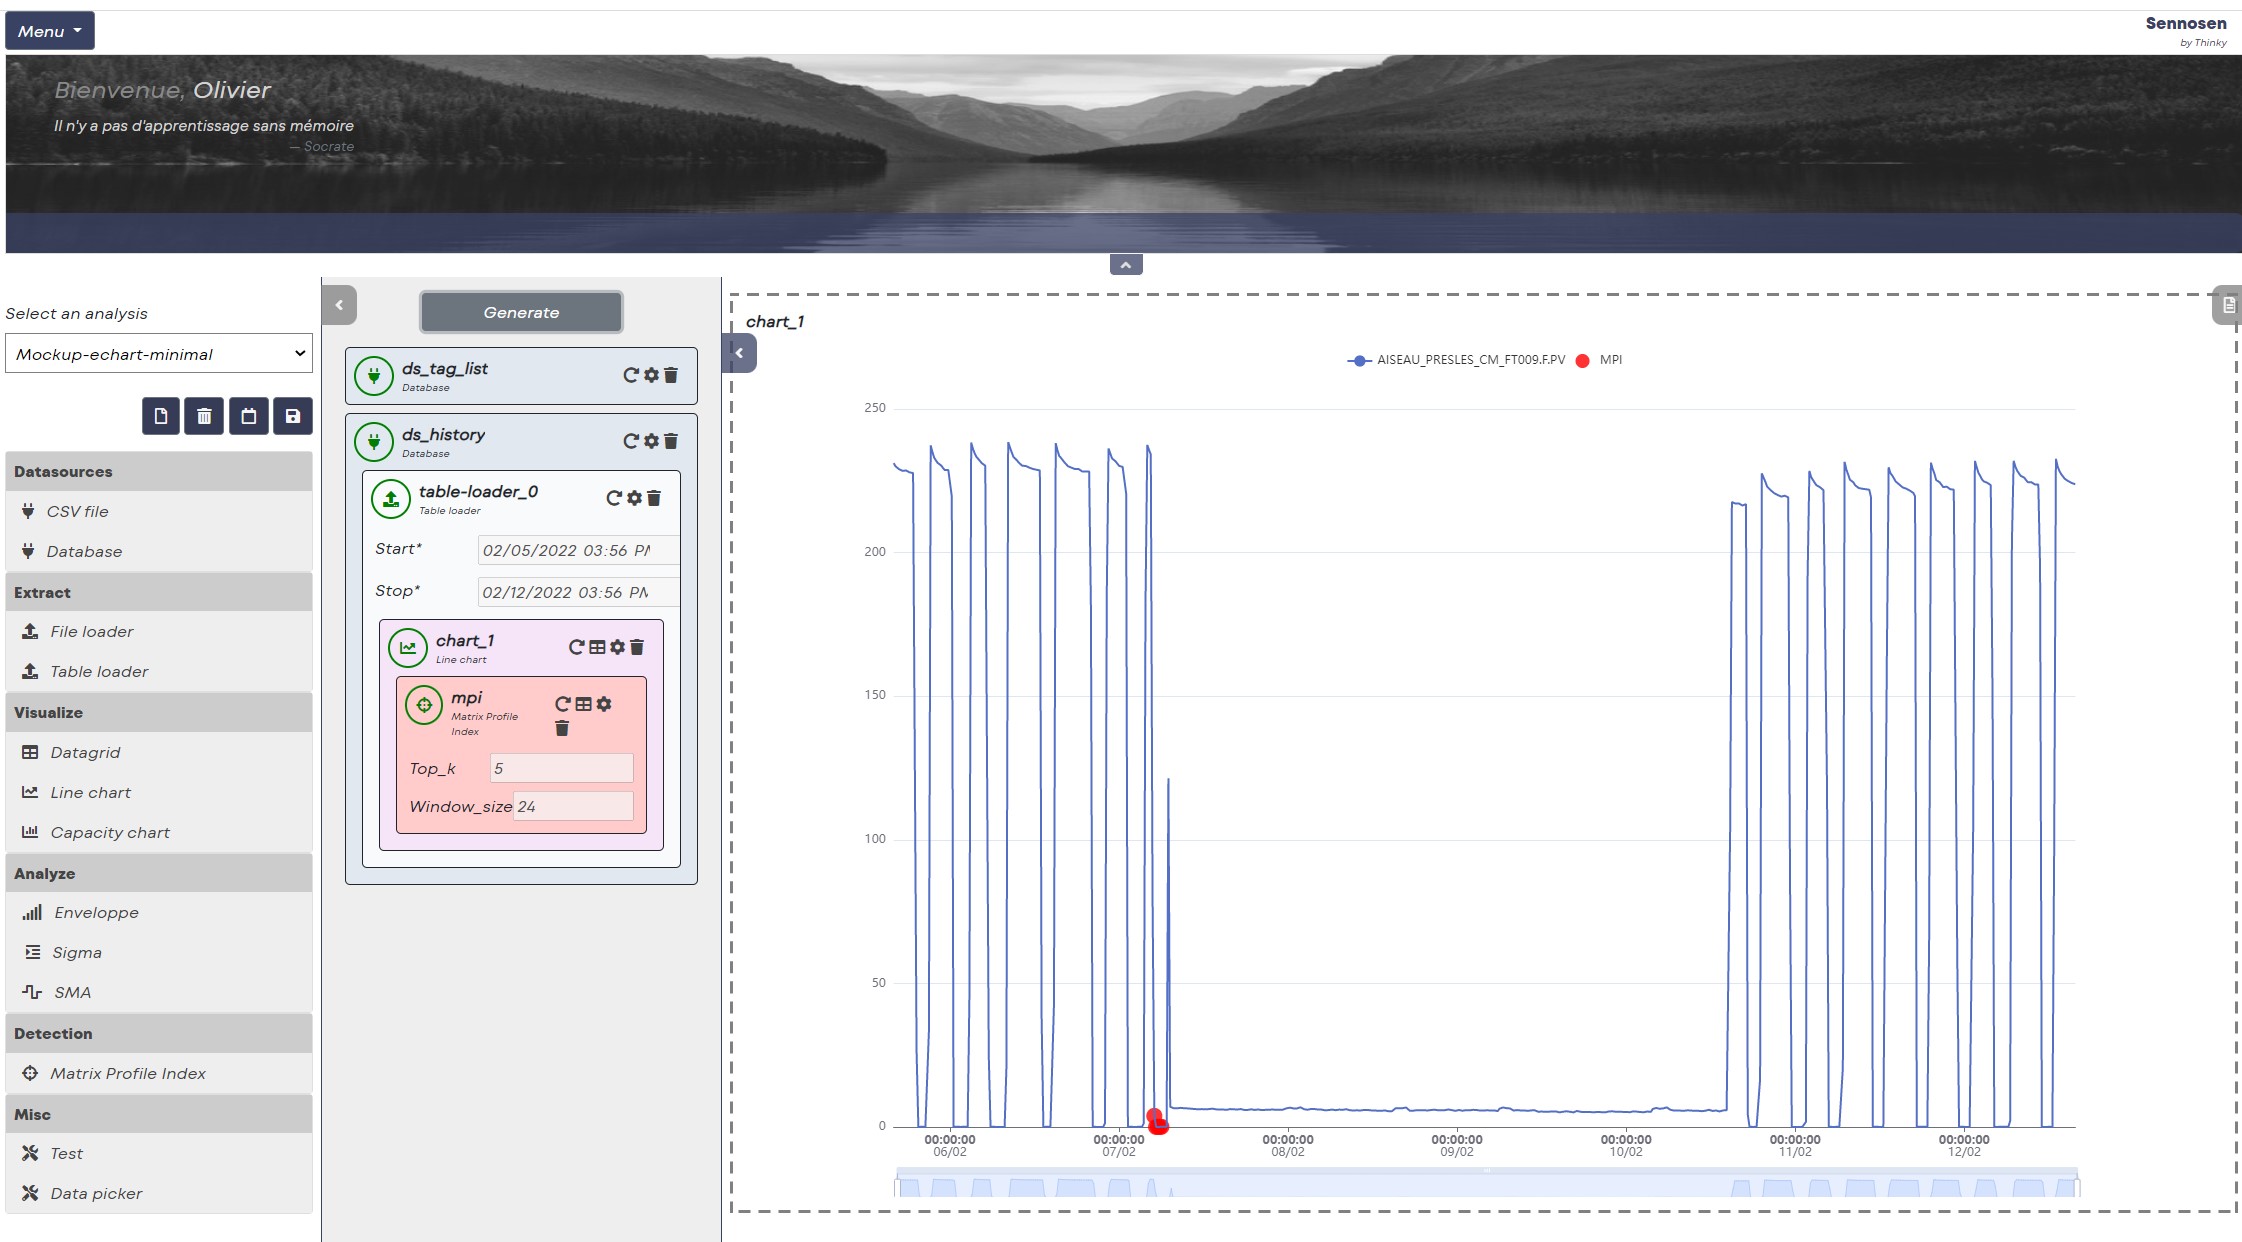 Menu
Sennosen
by Thinky
Bienvenue, Olivier
Il n'y a pas d'apprentissage sans mémoire
— Socrate
Select an analysis
Mockup-echart-minimal
Datasources
CSV file
Database
Extract
File loader
Table loader
Visualize
Datagrid
Line chart
Capacity chart
Analyze
Enveloppe
Sigma
SMA
Detection
Matrix Profile Index
Misc
Test
Data picker
Generate
ds_tag_list
Database
ds_history
Database
table-loader_0
Table loader
Start*
02/05/2022 03:56 PM
Stop*
02/12/2022 03:56 PM
chart_1
Line chart
mpi
Matrix Profile
Index
Top_k 5
Window_size 24
chart_1
AISEAU_PRESLES_CM_FT009.F.PV MPI
250
200
150
100
50
0
00:00:00 00:00:00 00:00:00 00:00:00 00:00:00 00:00:00 00:00:00
06/02 07/02 08/02 09/02 10/02 11/02 12/02